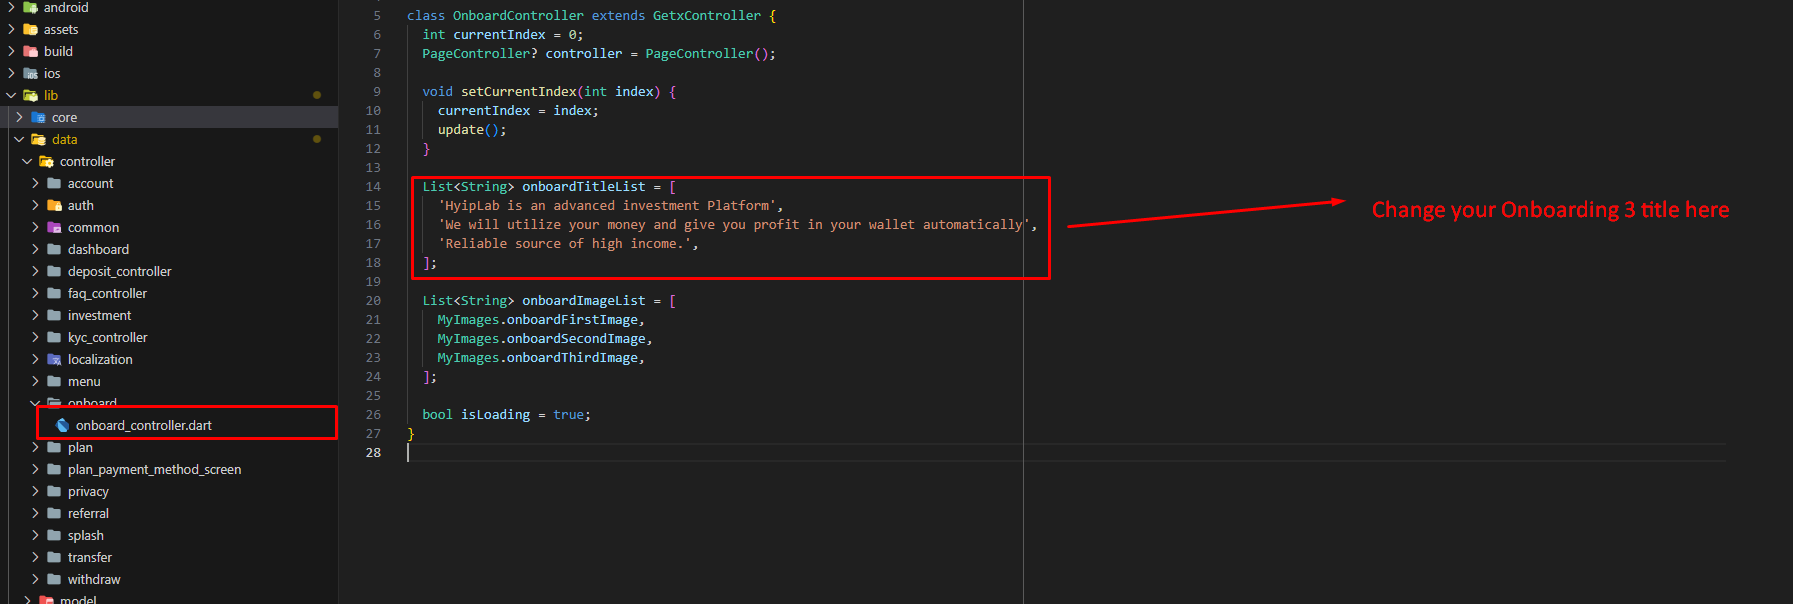 android
assets
build
ios
lib
core
data
controller
account
auth
common
dashboard
deposit_controller
faq_controller
investment
kyc_controller
localization
menu
onboard
onboard_controller.dart
plan
plan_payment_method_screen
privacy
referral
splash
transfer
withdraw
model
5 class OnboardController extends GetxController {
6 int currentIndex = 0;
7 PageController? controller = PageController();
8
9 void setCurrentIndex(int index) {
10 currentIndex = index;
11 update();
12 }
13
14 List<String> onboardTitleList = [
15 'HyipLab is an advanced investment Platform',
16 'We will utilize your money and give you profit in your wallet automatically',
17 'Reliable source of high income.',
18 ];
19
20 List<String> onboardImageList = [
21 MyImages.onboardFirstImage,
22 MyImages.onboardSecondImage,
23 MyImages.onboardThirdImage,
24 ];
25
26 bool isLoading = true;
27 }
28
Change your Onboarding 3 title here